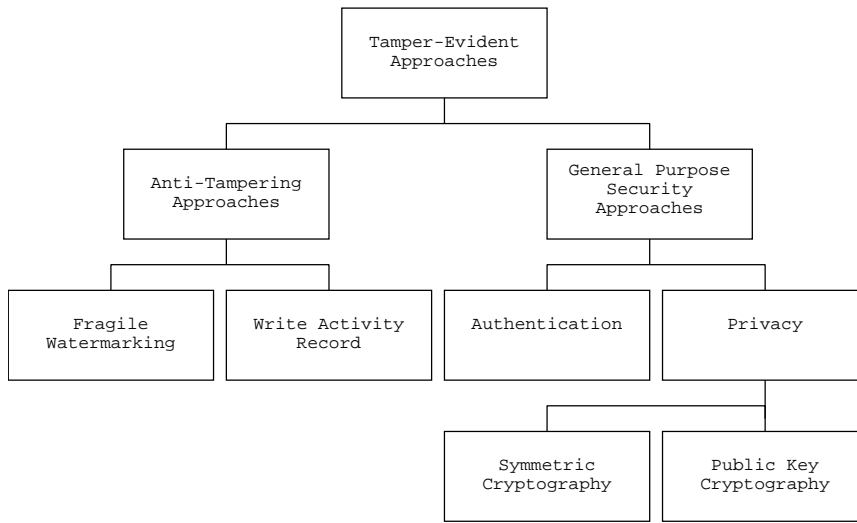 Tamper-Evident
Approaches
Anti-Tampering
Approaches
General Purpose
Security
Approaches
Fragile
Watermarking
Write Activity
Record
Authentication
Privacy
Symmetric
Cryptography
Public Key
Cryptography